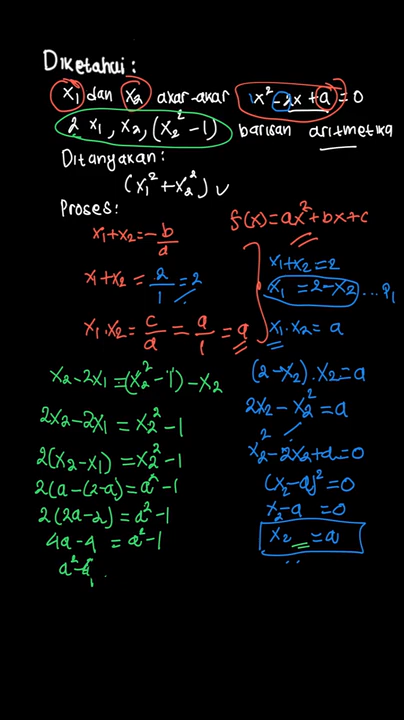 Diketahui:
x₁ dan x₂ akar-akar 1x² - 2x + a = 0
2x₁, x₂, (x₂² - 1) barisan aritmetika
Ditanyakan:
(x₁² + x₂²) ✓
Proses:
x₁ + x₂ = -b/a
x₁ + x₂ = 2/1 = 2
x₁ . x₂ = c/a = a/1 = a
x₂ - 2x₁ = (x₂² - 1) - x₂
2x₂ - 2x₁ = x₂² - 1
2(x₂ - x₁) = x₂² - 1
2(a - (2 - a) = a² - 1
2(2a - 2) = a² - 1
4a - 4 = a² - 1
a² - 4
f(x) = ax² + bx + c
x₁ + x₂ = 2
x₁ = 2 - x₂ ... P₁
x₁ . x₂ = a
(2 - x₂) . x₂ = a
2x₂ - x₂² = a
x₂² - 2x₂ + a = 0
(x₂ - a)² = 0
x₂ - a = 0
x₂ = a